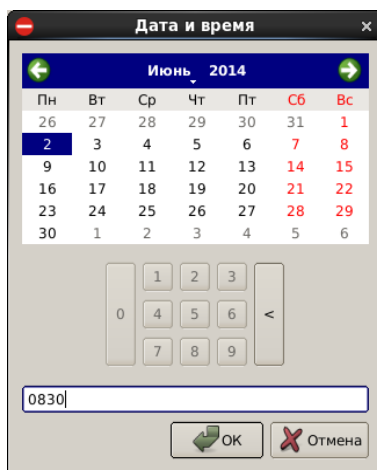 Дата и время ×
Июнь 2014
Пн Вт Ср Чт Пт Сб Вс
26 27 28 29 30 31 1
2 3 4 5 6 7 8
9 10 11 12 13 14 15
16 17 18 19 20 21 22
23 24 25 26 27 28 29
30 1 2 3 4 5 6
1 2 3
0 4 5 6 <
7 8 9
0830
ОК Отмена